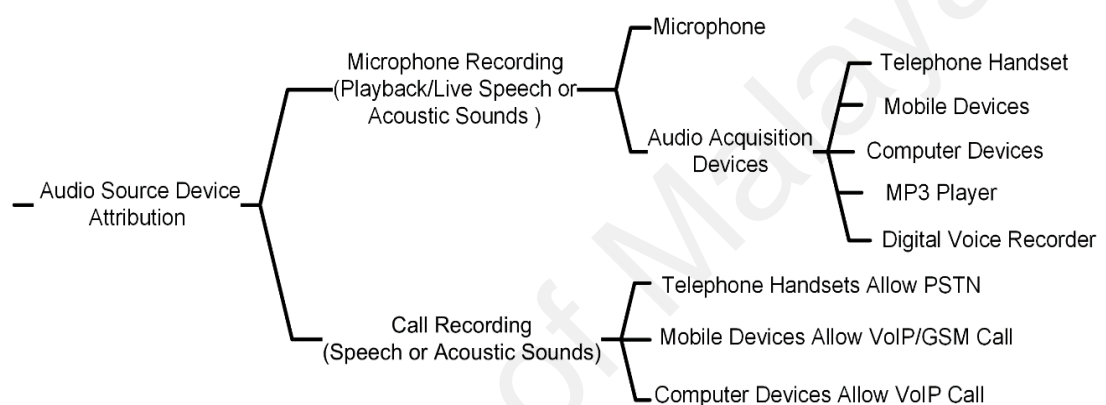 Audio Source Device
Attribution
Microphone Recording
(Playback/Live Speech or
Acoustic Sounds )
Microphone
Audio Acquisition
Devices
Telephone Handset
Mobile Devices
Computer Devices
MP3 Player
Digital Voice Recorder
Call Recording
(Speech or Acoustic Sounds)
Telephone Handsets Allow PSTN
Mobile Devices Allow VoIP/GSM Call
Computer Devices Allow VoIP Call
of Malaya